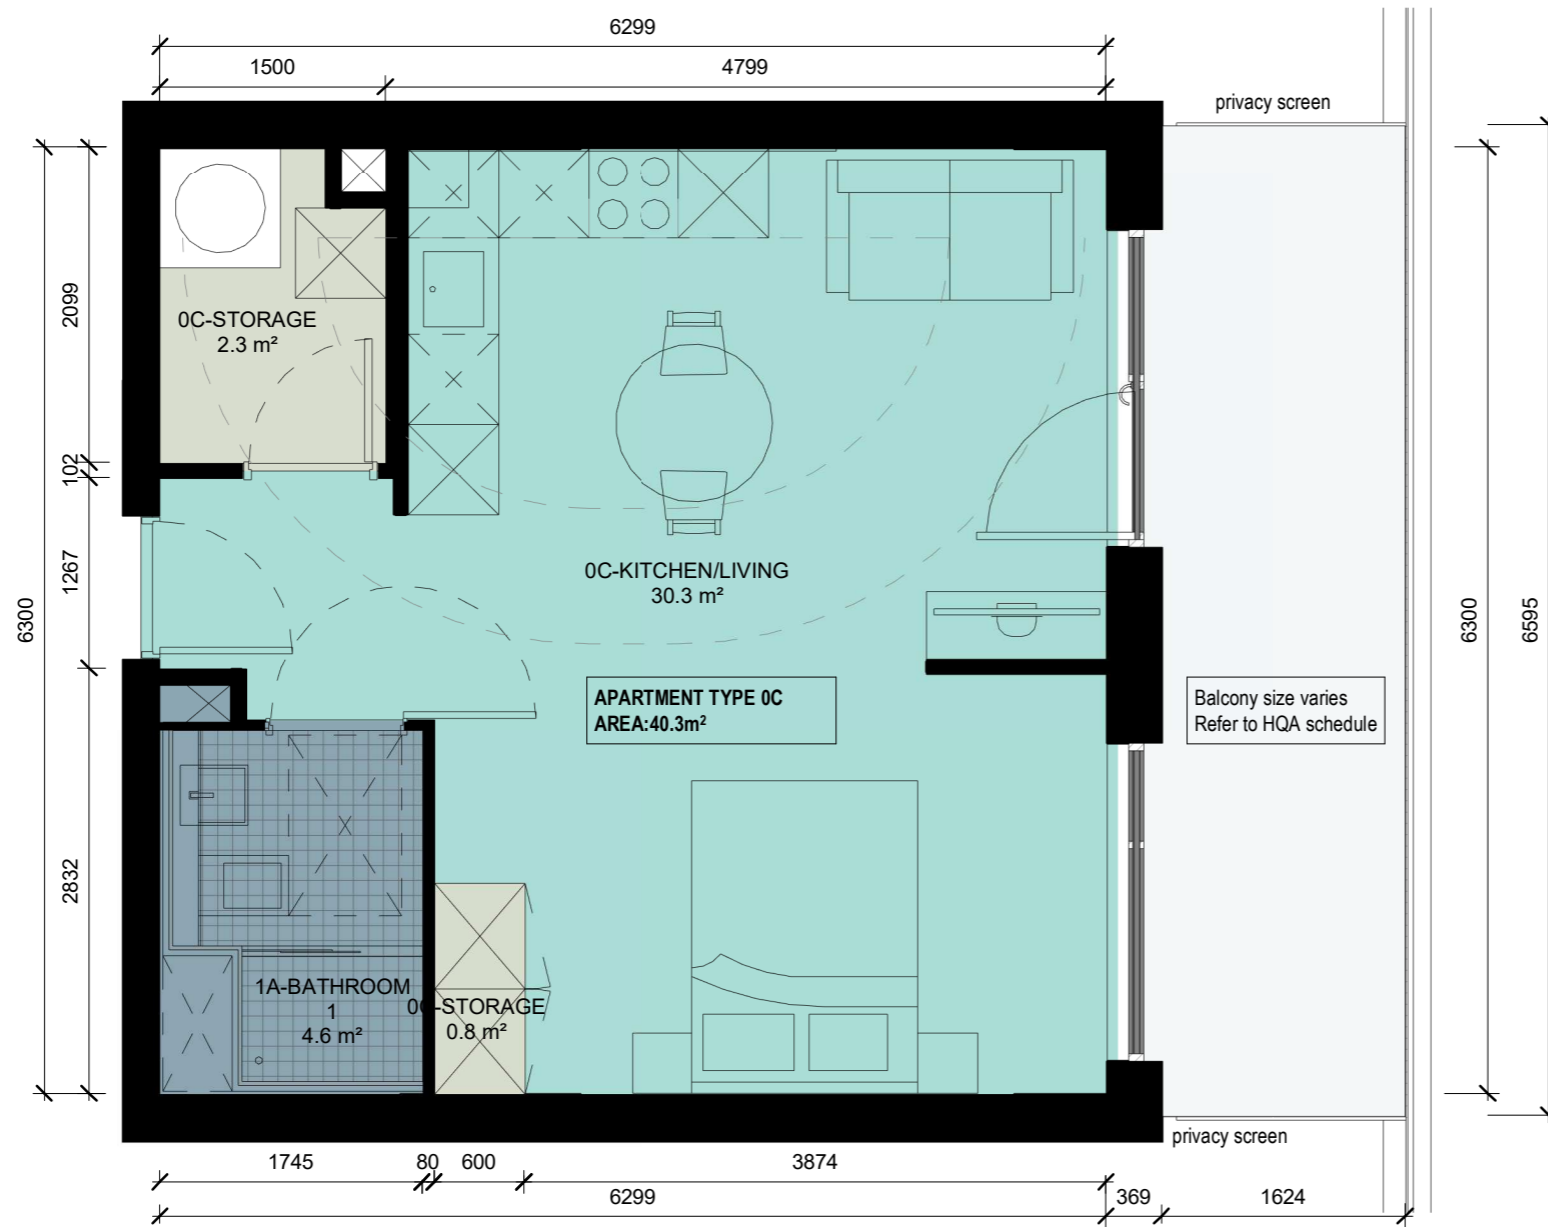 6299
1500
4799
privacy screen
2099
0C-STORAGE
2.3 m²
102
1267
6300
0C-KITCHEN/LIVING
30.3 m²
6300
6595
APARTMENT TYPE 0C
AREA:40.3m²
Balcony size varies
Refer to HQA schedule
2832
1A-BATHROOM
1
4.6 m²
0C-STORAGE
0.8 m²
privacy screen
1745
80
600
3874
6299
369
1624